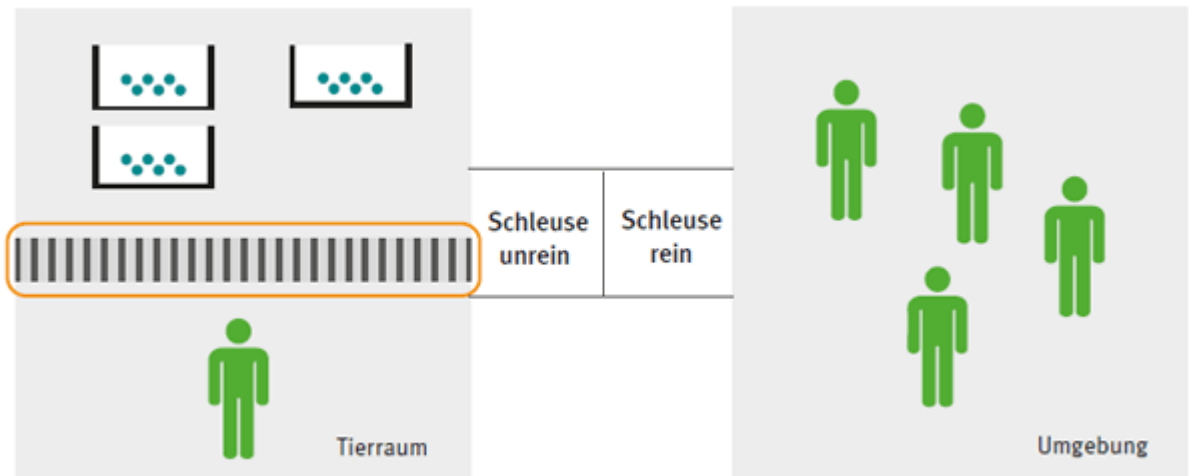 Schleuse
unrein
Schleuse
rein
Tierraum
Umgebung